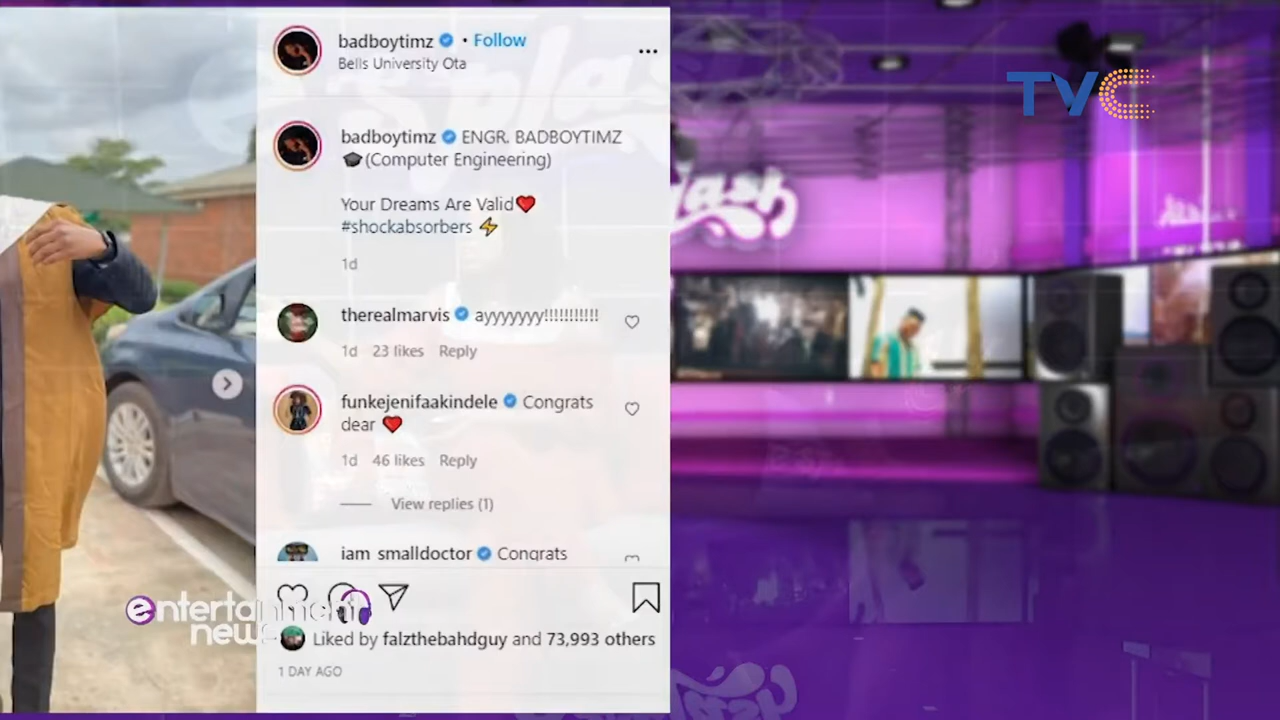 TVC
badboytimz • Follow
Bells University Ota
badboytimz ENGR. BADBOYTIMZ
🎓(Computer Engineering)
Your Dreams Are Valid❤️
#shockabsorbers ⚡
1d
therealmarvis ayyyyyyy!!!!!!!!!!!
1d 23 likes Reply
funkejenifaakindele Congrats
dear ❤️
1d 46 likes Reply
View replies (1)
iam_smalldoctor Congrats
entertainment
news
Liked by falzthebahdguy and 73,993 others
1 DAY AGO